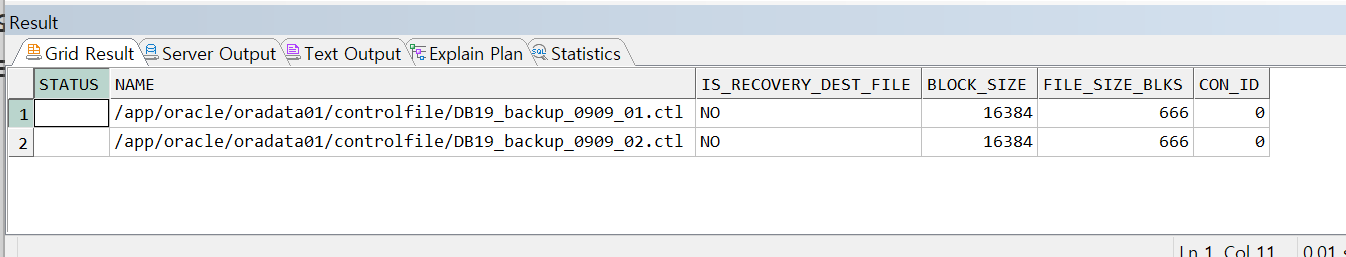 Result
Grid Result Server Output Text Output Explain Plan Statistics
STATUS NAME IS_RECOVERY_DEST_FILE BLOCK_SIZE FILE_SIZE_BLKS CON_ID
1 /app/oracle/oradata01/controlfile/DB19_backup_0909_01.ctl NO 16384 666 0
2 /app/oracle/oradata01/controlfile/DB19_backup_0909_02.ctl NO 16384 666 0
Ln 1, Col 11 0.01